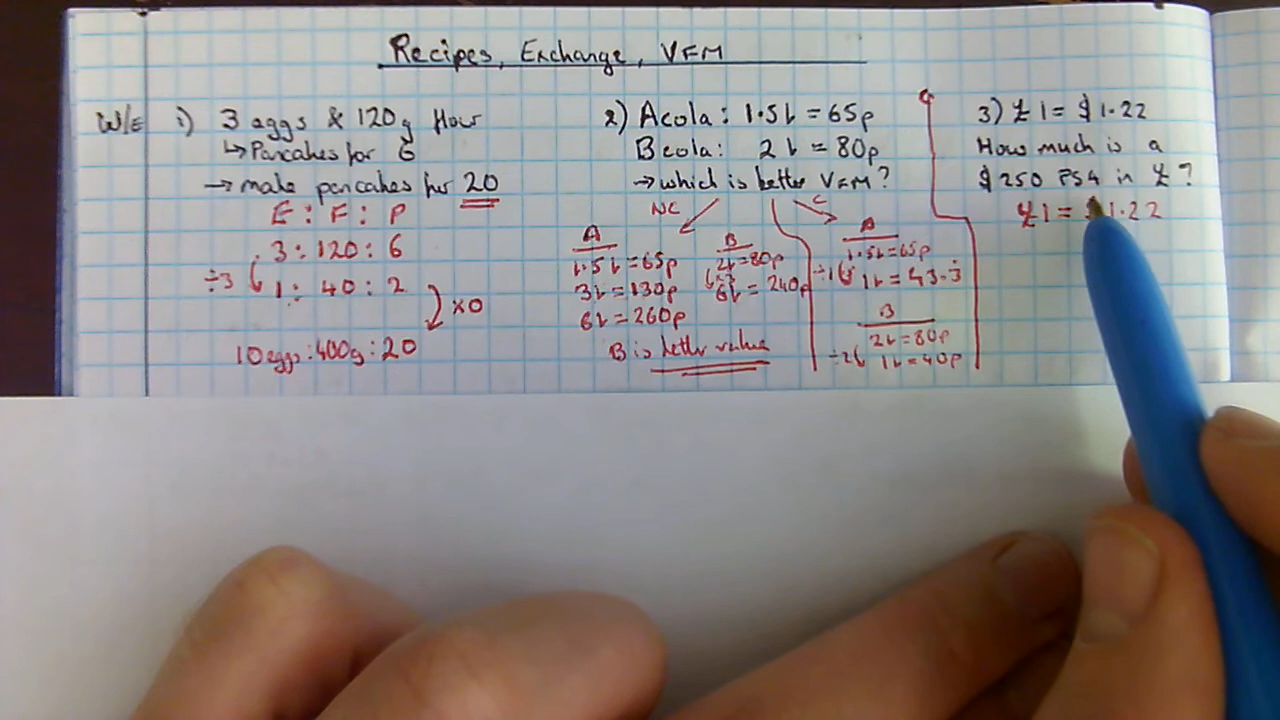 Recipes, Exchange, VFM
W/E 1) 3 eggs & 120g flour
↳ Pancakes for 6
→ make pancakes for 20
E : F : P
3 : 120 : 6
÷3 1 : 40 : 2
×10
10 eggs : 400g : 20
2) A cola : 1.5l = 65p
B cola : 2l = 80p
→ which is better VFM?
NC
A
1.5l = 65p
3l = 130p
6l = 260p
B
2l = 80p
×3 6l = 240p
B is better value
C
A
1.5l = 65p
1l = 43.3̇
B
2l = 80p
÷2 1l = 40p
3) £1 = $1.22
How much is a
$250 PS4 in £?
£1 = $1.22